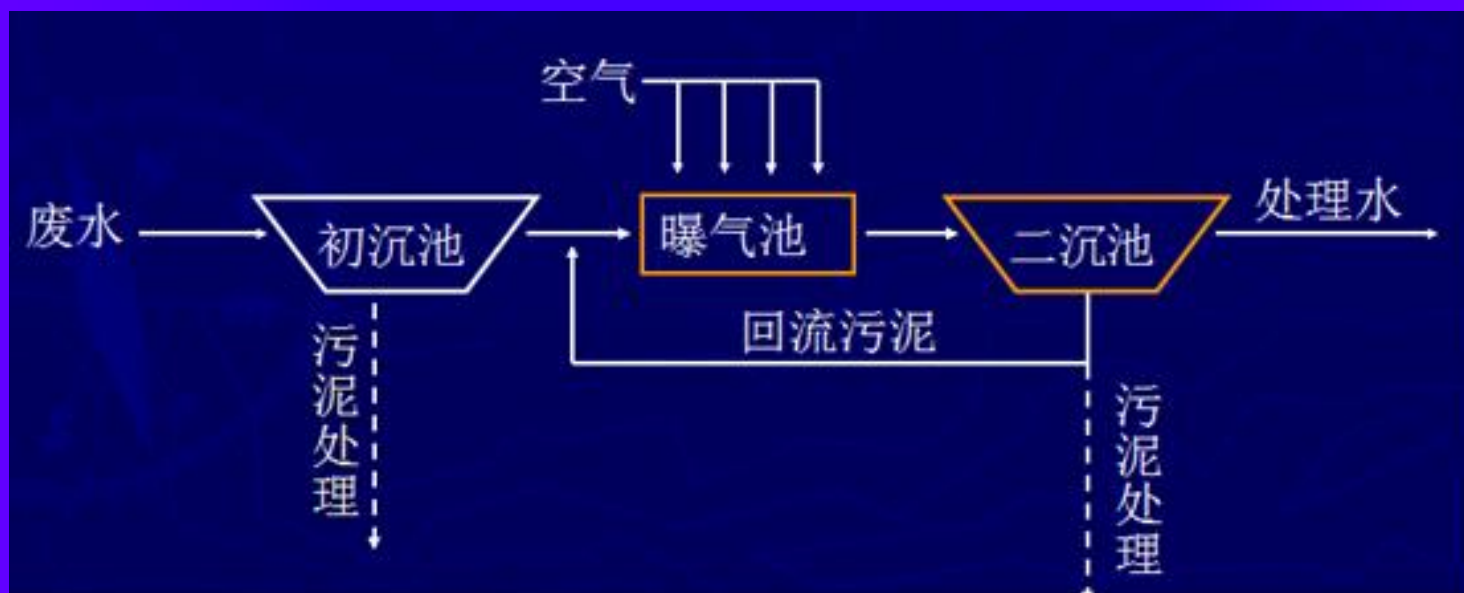 空气
废水
初沉池
曝气池
二沉池
处理水
回流污泥
污泥处理
污泥处理